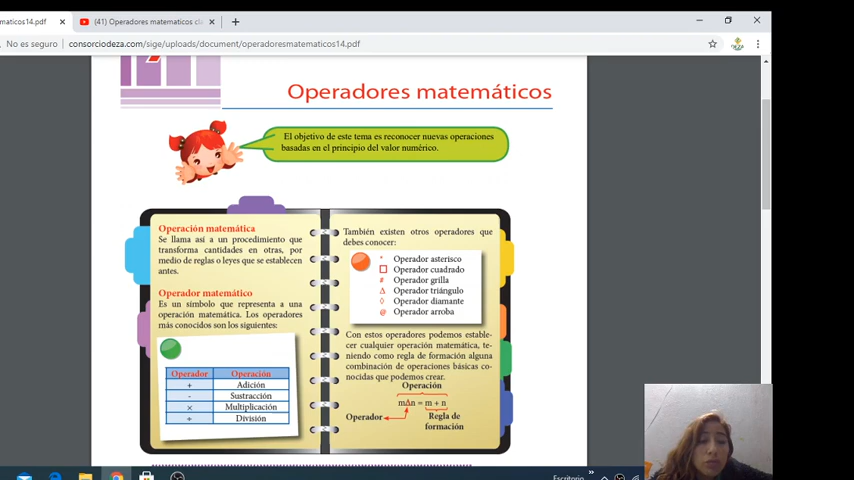 maticos14.pdf
(41) Operadores matematicos cl
No es seguro
consorciodeza.com/sige/uploads/document/operadoresmatematicos14.pdf
Operadores matemáticos
El objetivo de este tema es reconocer nuevas operaciones
basadas en el principio del valor numérico.
Operación matemática
Se llama así a un procedimiento que
transforma cantidades en otras, por
medio de reglas o leyes que se establecen
antes.
Operador matemático
Es un símbolo que representa a una
operación matemática. Los operadores
más conocidos son los siguientes:
Operador Operación
+ Adición
- Sustracción
× Multiplicación
÷ División
También existen otros operadores que
debes conocer:
* Operador asterisco
□ Operador cuadrado
# Operador grilla
Δ Operador triángulo
◊ Operador diamante
@ Operador arroba
Con estos operadores podemos estable-
cer cualquier operación matemática, te-
niendo como regla de formación alguna
combinación de operaciones básicas co-
nocidas que podemos crear.
Operación
mΔn = m + n
Operador
Regla de
formación
Escritorio